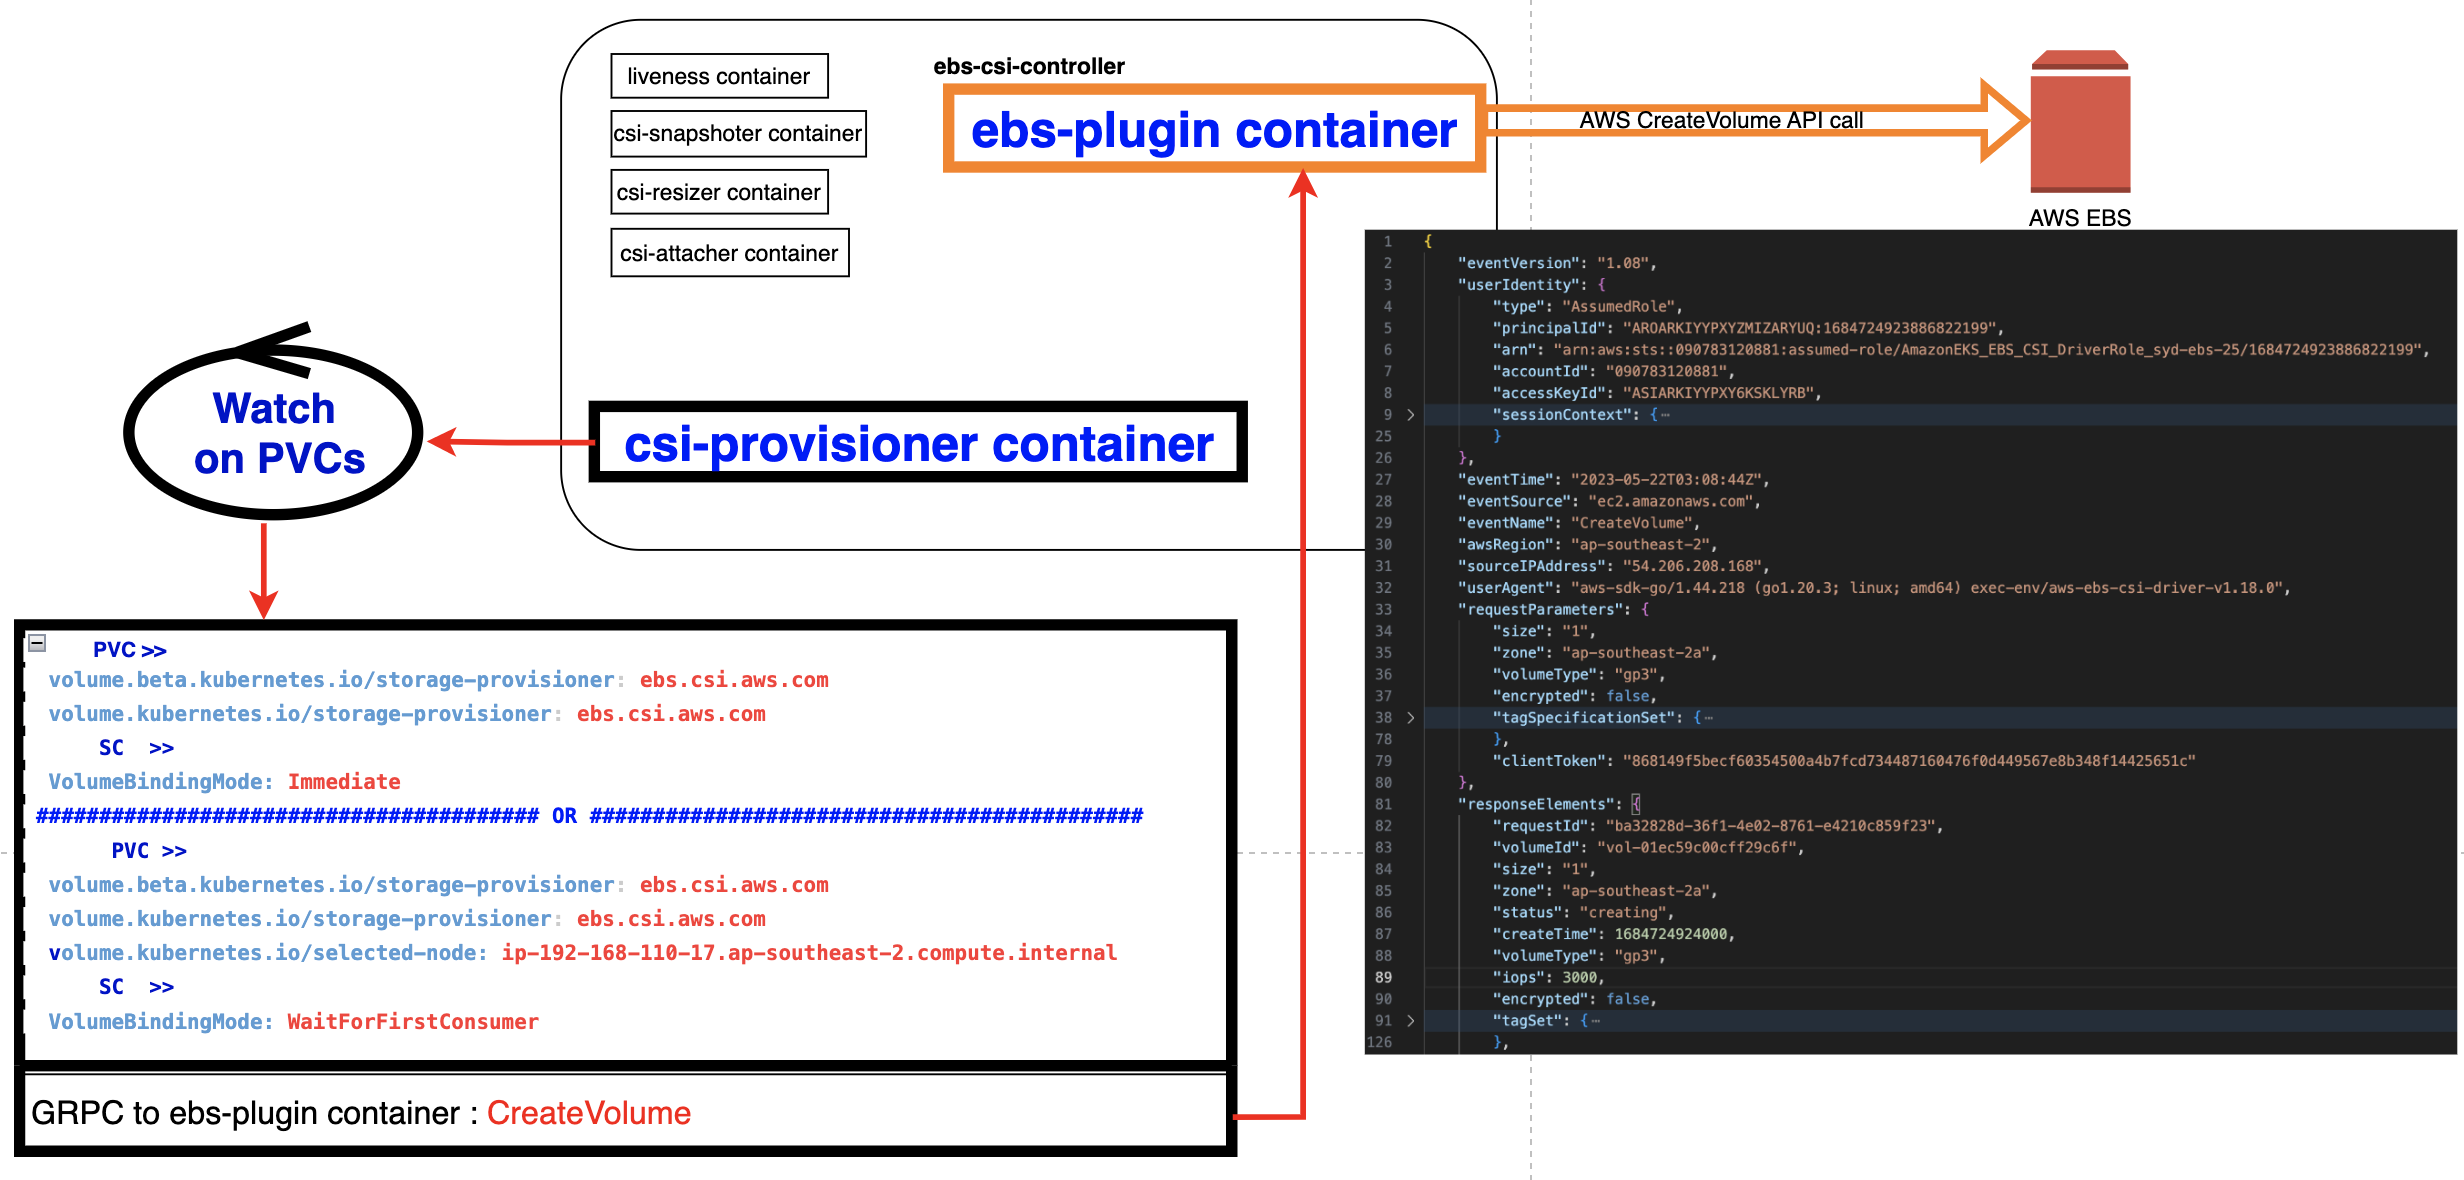 liveness container
csi-snapshoter container
csi-resizer container
csi-attacher container
ebs-csi-controller
ebs-plugin container
AWS CreateVolume API call
AWS EBS
csi-provisioner container
Watch
on PVCs
PVC >>
volume.beta.kubernetes.io/storage-provisioner: ebs.csi.aws.com
volume.kubernetes.io/storage-provisioner: ebs.csi.aws.com
SC >>
VolumeBindingMode: Immediate
######################################## OR ############################################
PVC >>
volume.beta.kubernetes.io/storage-provisioner: ebs.csi.aws.com
volume.kubernetes.io/storage-provisioner: ebs.csi.aws.com
volume.kubernetes.io/selected-node: ip-192-168-110-17.ap-southeast-2.compute.internal
SC >>
VolumeBindingMode: WaitForFirstConsumer
GRPC to ebs-plugin container : CreateVolume
1 {
2 "eventVersion": "1.08",
3 "userIdentity": {
4 "type": "AssumedRole",
5 "principalId": "AROARKIYYPXYZMIZARYUQ:1684724923886822199",
6 "arn": "arn:aws:sts::090783120881:assumed-role/AmazonEKS_EBS_CSI_DriverRole_syd-ebs-25/1684724923886822199",
7 "accountId": "090783120881",
8 "accessKeyId": "ASIARKIYYPXY6KSKLYRB",
9 > "sessionContext": {⋯
25 }
26 },
27 "eventTime": "2023-05-22T03:08:44Z",
28 "eventSource": "ec2.amazonaws.com",
29 "eventName": "CreateVolume",
30 "awsRegion": "ap-southeast-2",
31 "sourceIPAddress": "54.206.208.168",
32 "userAgent": "aws-sdk-go/1.44.218 (go1.20.3; linux; amd64) exec-env/aws-ebs-csi-driver-v1.18.0",
33 "requestParameters": {
34 "size": "1",
35 "zone": "ap-southeast-2a",
36 "volumeType": "gp3",
37 "encrypted": false,
38 > "tagSpecificationSet": {⋯
78 },
79 "clientToken": "868149f5becf60354500a4b7fcd734487160476f0d449567e8b348f14425651c"
80 },
81 "responseElements": {
82 "requestId": "ba32828d-36f1-4e02-8761-e4210c859f23",
83 "volumeId": "vol-01ec59c00cff29c6f",
84 "size": "1",
85 "zone": "ap-southeast-2a",
86 "status": "creating",
87 "createTime": 1684724924000,
88 "volumeType": "gp3",
89 "iops": 3000,
90 "encrypted": false,
91 > "tagSet": {⋯
126 },